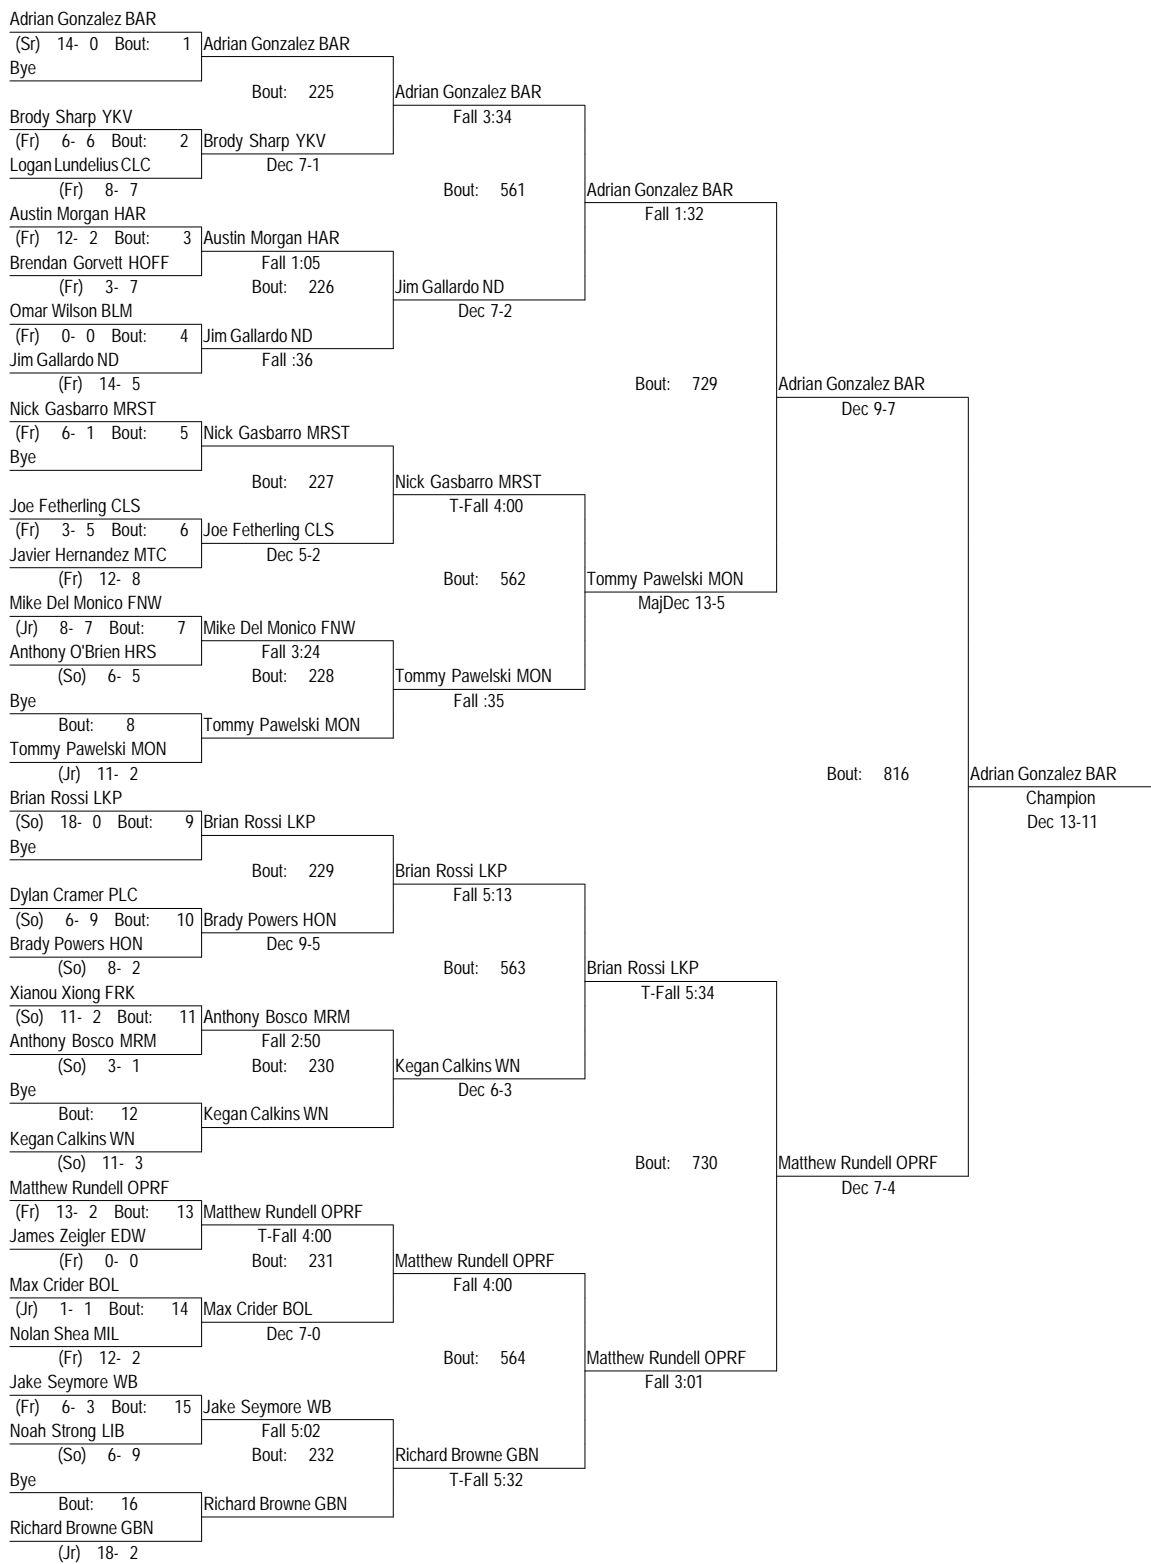 Adrian Gonzalez BAR
(Sr) 14- 0 Bout: 1 Adrian Gonzalez BAR
Bye
Bout: 225 Adrian Gonzalez BAR
Brody Sharp YKV Fall 3:34
(Fr) 6- 6 Bout: 2 Brody Sharp YKV
Logan Lundelius CLC Dec 7-1
(Fr) 8- 7 Bout: 561 Adrian Gonzalez BAR
Austin Morgan HAR Fall 1:32
(Fr) 12- 2 Bout: 3 Austin Morgan HAR
Brendan Gorvett HOFF Fall 1:05
(Fr) 3- 7 Bout: 226 Jim Gallardo ND
Omar Wilson BLM Dec 7-2
(Fr) 0- 0 Bout: 4 Jim Gallardo ND
Jim Gallardo ND Fall :36
(Fr) 14- 5 Bout: 729 Adrian Gonzalez BAR
Nick Gasbarro MRST Dec 9-7
(Fr) 6- 1 Bout: 5 Nick Gasbarro MRST
Bye
Bout: 227 Nick Gasbarro MRST
Joe Fetherling CLS T-Fall 4:00
(Fr) 3- 5 Bout: 6 Joe Fetherling CLS
Javier Hernandez MTC Dec 5-2
(Fr) 12- 8 Bout: 562 Tommy Pawelski MON
Mike Del Monico FNW MajDec 13-5
(Jr) 8- 7 Bout: 7 Mike Del Monico FNW
Anthony O'Brien HRS Fall 3:24
(So) 6- 5 Bout: 228 Tommy Pawelski MON
Bye Fall :35
Bout: 8 Tommy Pawelski MON
Tommy Pawelski MON
(Jr) 11- 2 Bout: 816 Adrian Gonzalez BAR
Brian Rossi LKP Champion
(So) 18- 0 Bout: 9 Brian Rossi LKP Dec 13-11
Bye
Bout: 229 Brian Rossi LKP
Dylan Cramer PLC Fall 5:13
(So) 6- 9 Bout: 10 Brady Powers HON
Brady Powers HON Dec 9-5
(So) 8- 2 Bout: 563 Brian Rossi LKP
Xianou Xiong FRK T-Fall 5:34
(So) 11- 2 Bout: 11 Anthony Bosco MRM
Anthony Bosco MRM Fall 2:50
(So) 3- 1 Bout: 230 Kegan Calkins WN
Bye Dec 6-3
Bout: 12 Kegan Calkins WN
Kegan Calkins WN
(So) 11- 3 Bout: 730 Matthew Rundell OPRF
Matthew Rundell OPRF Dec 7-4
(Fr) 13- 2 Bout: 13 Matthew Rundell OPRF
James Zeigler EDW T-Fall 4:00
(Fr) 0- 0 Bout: 231 Matthew Rundell OPRF
Max Crider BOL Fall 4:00
(Jr) 1- 1 Bout: 14 Max Crider BOL
Nolan Shea MIL Dec 7-0
(Fr) 12- 2 Bout: 564 Matthew Rundell OPRF
Jake Seymore WB Fall 3:01
(Fr) 6- 3 Bout: 15 Jake Seymore WB
Noah Strong LIB Fall 5:02
(So) 6- 9 Bout: 232 Richard Browne GBN
Bye T-Fall 5:32
Bout: 16 Richard Browne GBN
Richard Browne GBN
(Jr) 18- 2